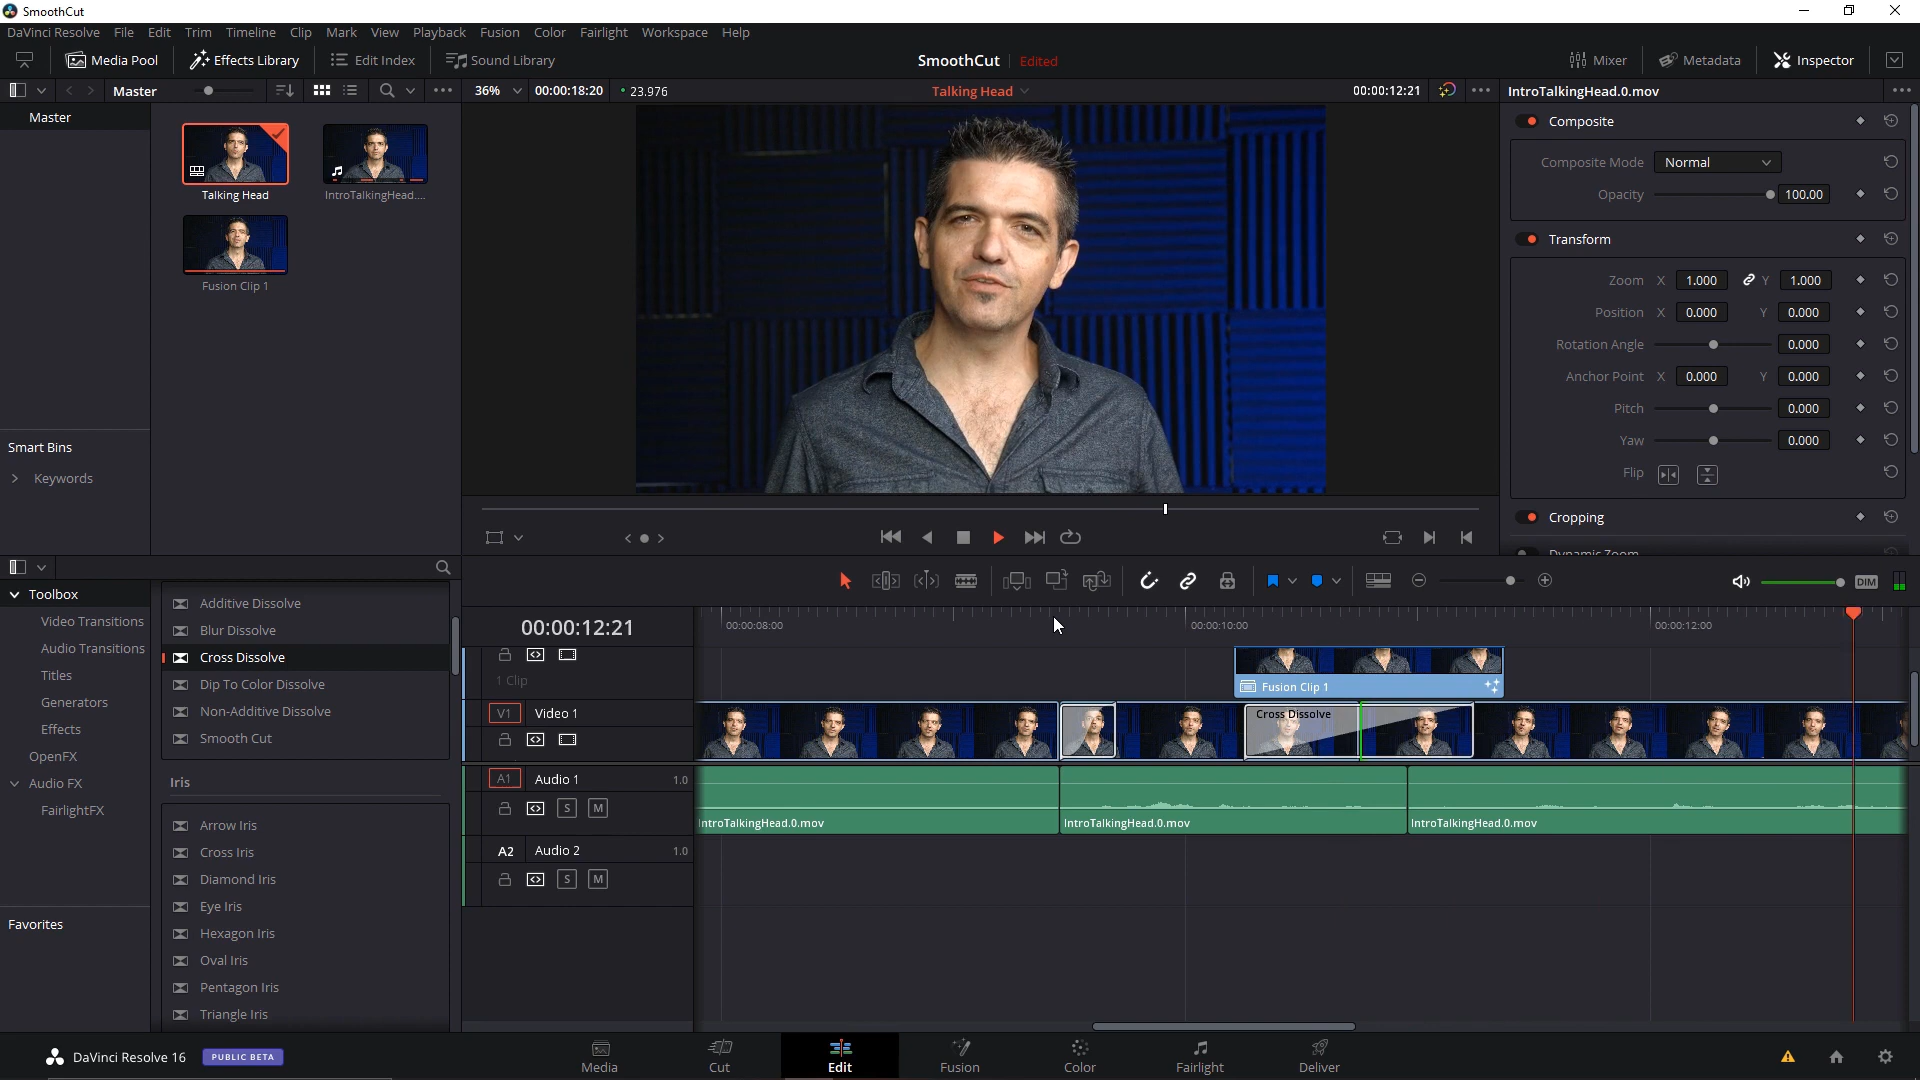 SmoothCut
DaVinci Resolve File Edit Trim Timeline Clip Mark View Playback Fusion Color Fairlight Workspace Help
Media Pool Effects Library Edit Index Sound Library SmoothCut Edited Mixer Metadata Inspector
Master 36% 00:00:18:20 23.976 Talking Head 00:00:12:21 IntroTalkingHead.0.mov
Master
Talking Head IntroTalkingHead....
Fusion Clip 1
Smart Bins
Keywords
Composite
Composite Mode Normal
Opacity 100.00
Transform
Zoom X 1.000 Y 1.000
Position X 0.000 Y 0.000
Rotation Angle 0.000
Anchor Point X 0.000 Y 0.000
Pitch 0.000
Yaw 0.000
Flip
Cropping
Dynamic Zoom
Toolbox
Video Transitions
Audio Transitions
Titles
Generators
Effects
OpenFX
Audio FX
FairlightFX
Favorites
Additive Dissolve
Blur Dissolve
Cross Dissolve
Dip To Color Dissolve
Non-Additive Dissolve
Smooth Cut
Iris
Arrow Iris
Cross Iris
Diamond Iris
Eye Iris
Hexagon Iris
Oval Iris
Pentagon Iris
Triangle Iris
DIM
00:00:12:21 00:00:08:00 00:00:10:00 00:00:12:00
1 Clip
Fusion Clip 1
V1 Video 1 Cross Dissolve
A1 Audio 1 1.0
S M
IntroTalkingHead.0.mov IntroTalkingHead.0.mov IntroTalkingHead.0.mov
A2 Audio 2 1.0
S M
DaVinci Resolve 16 PUBLIC BETA Media Cut Edit Fusion Color Fairlight Deliver